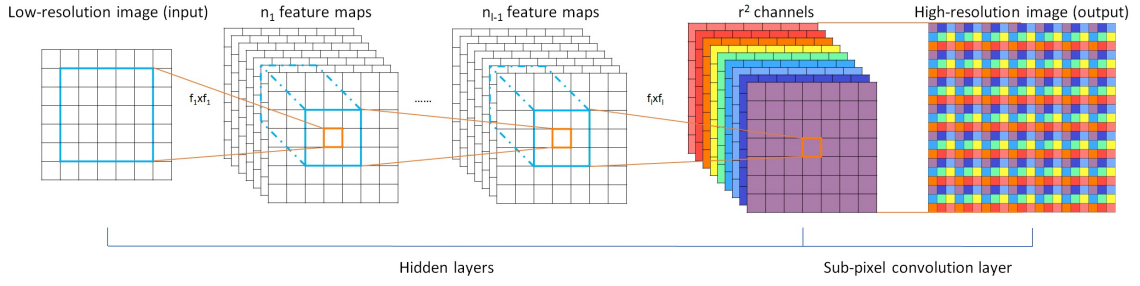 Low-resolution image (input)
n₁ feature maps
nₗ₋₁ feature maps
r² channels
High-resolution image (output)
f₁xf₁
......
fₗxfₗ
Hidden layers
Sub-pixel convolution layer